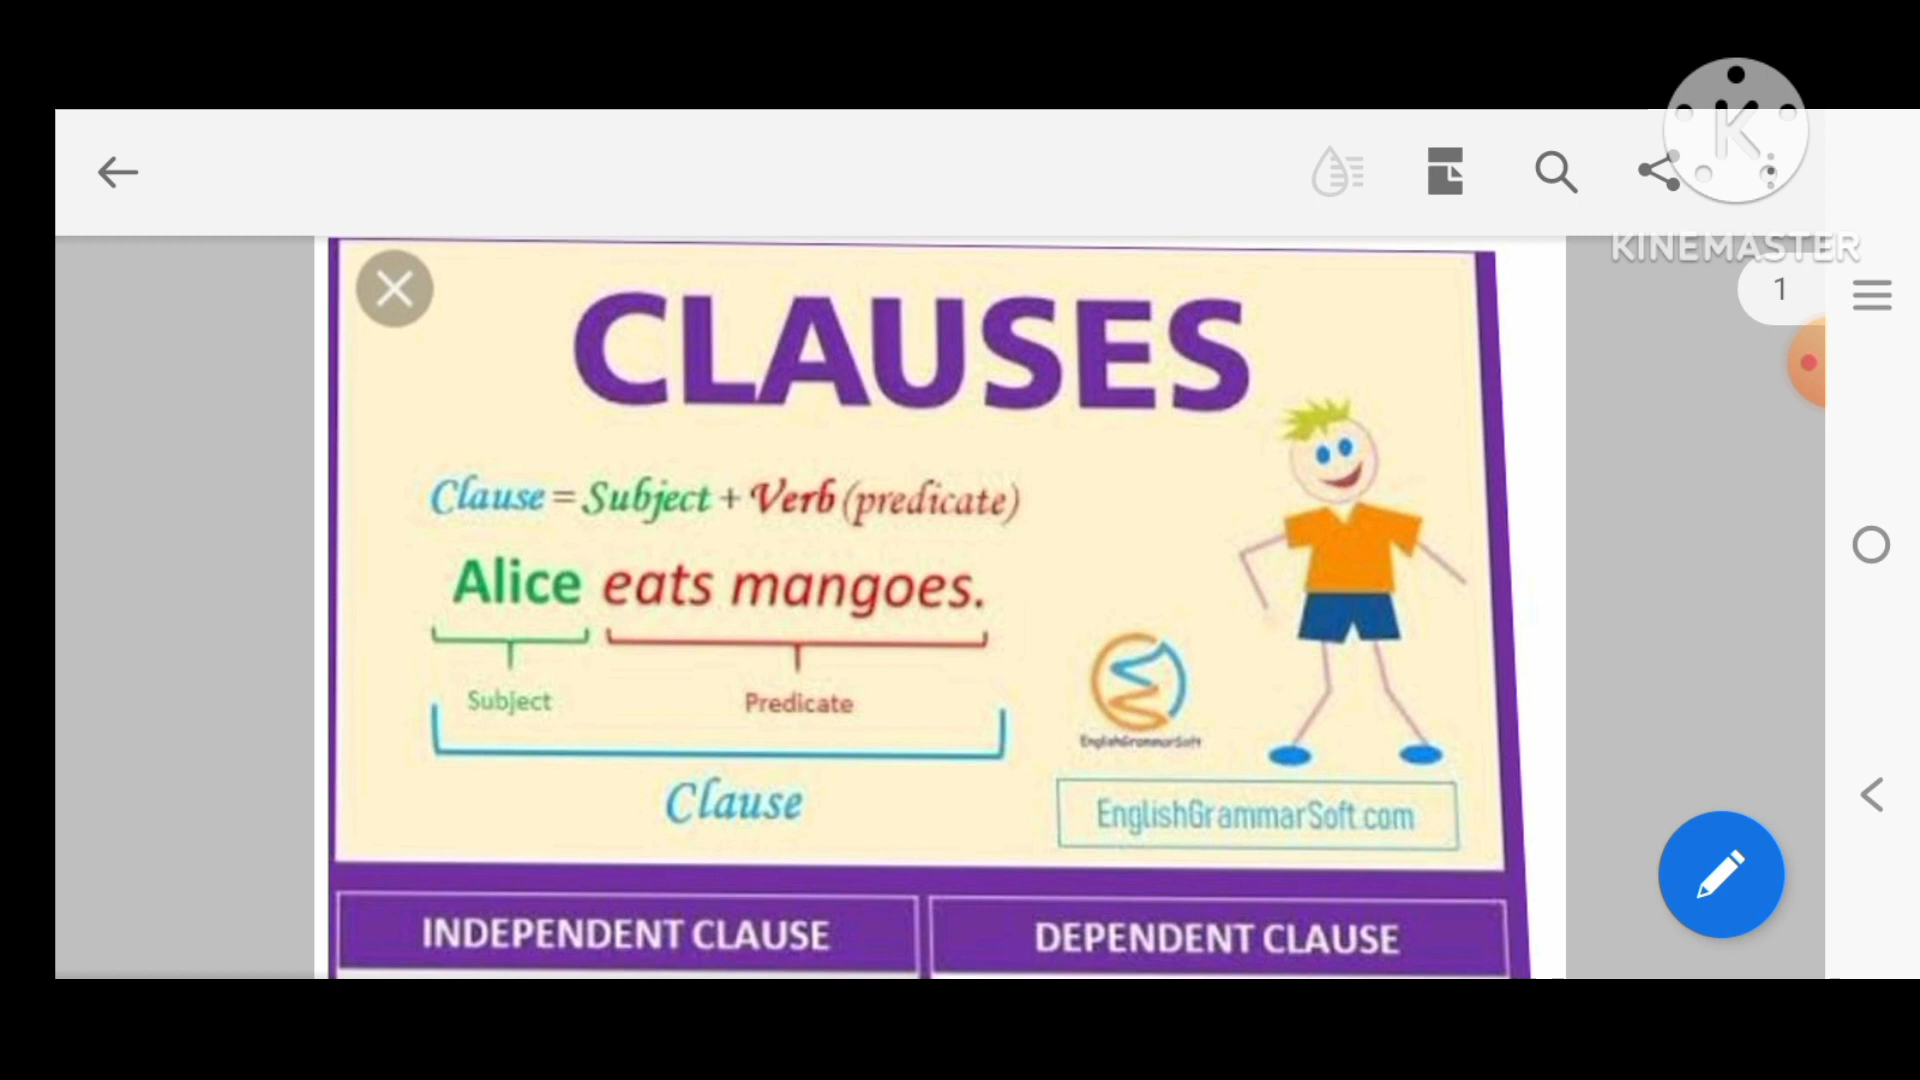 KINEMASTER
1
CLAUSES
Clause = Subject + Verb (predicate)
Alice eats mangoes.
Subject Predicate
Clause
EnglishGrammarSoft
EnglishGrammarSoft.com
INDEPENDENT CLAUSE
DEPENDENT CLAUSE